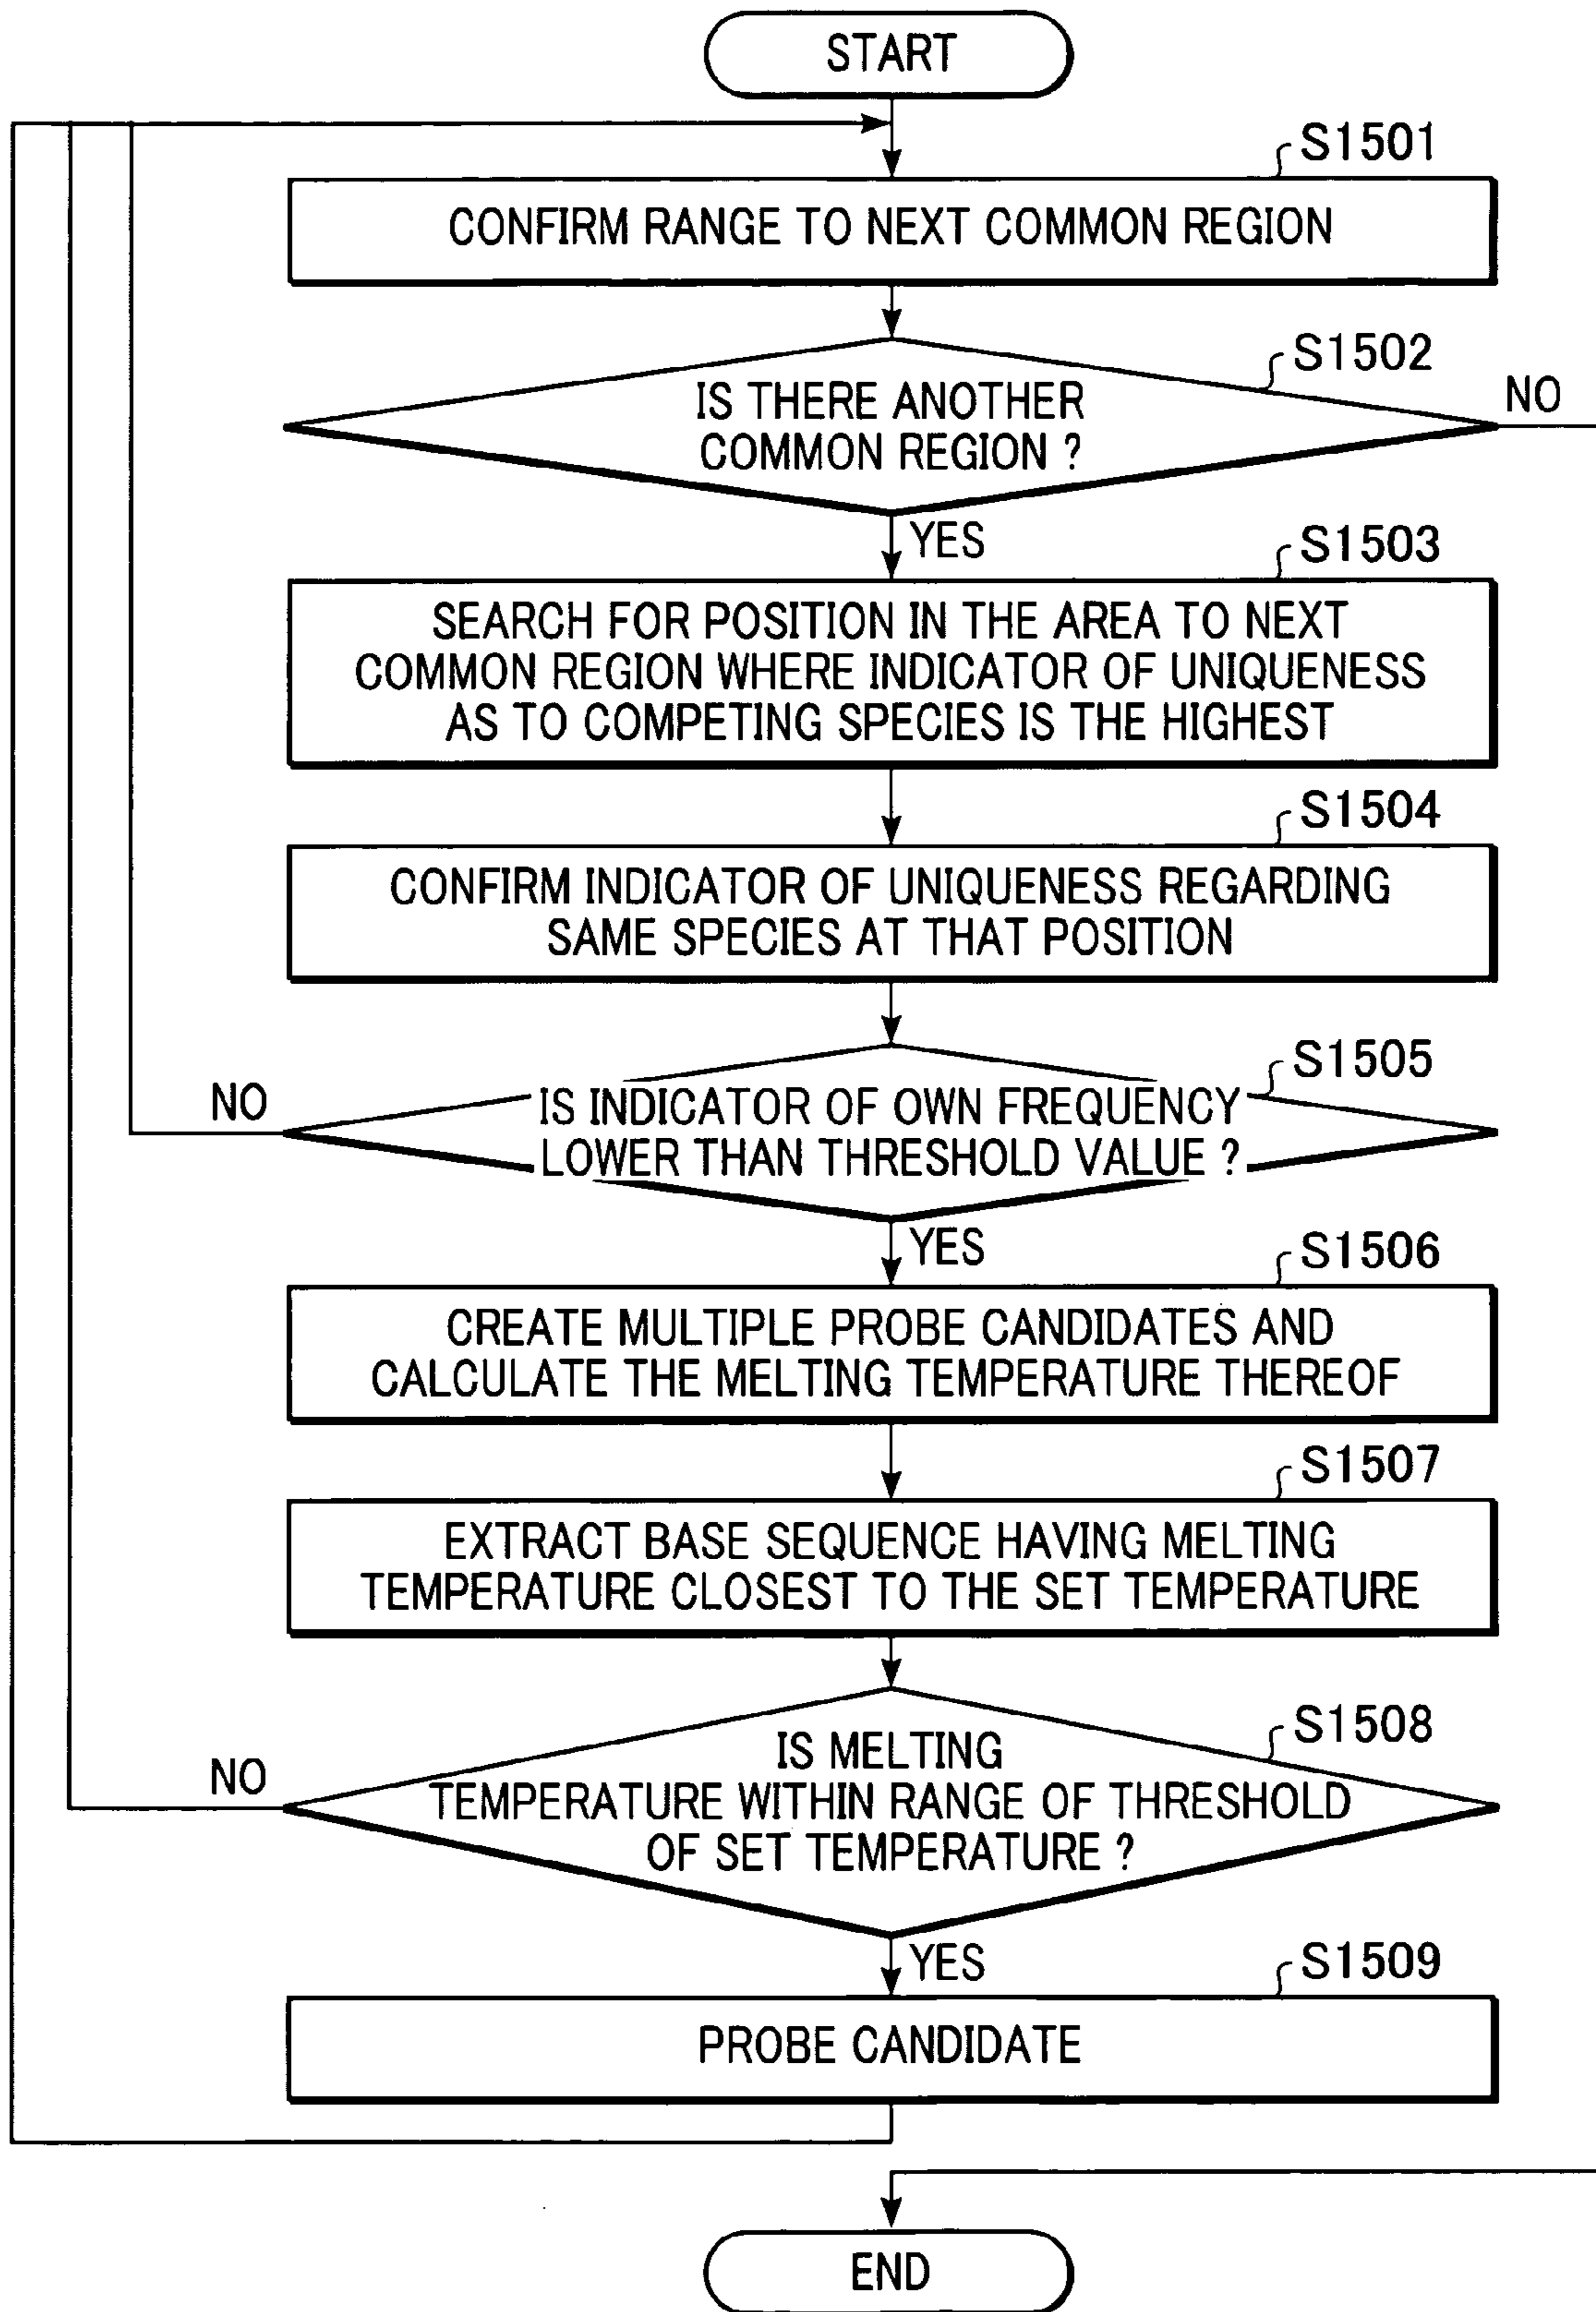 START
S1501
CONFIRM RANGE TO NEXT COMMON REGION
S1502
IS THERE ANOTHER
COMMON REGION ?
NO
YES
S1503
SEARCH FOR POSITION IN THE AREA TO NEXT
COMMON REGION WHERE INDICATOR OF UNIQUENESS
AS TO COMPETING SPECIES IS THE HIGHEST
S1504
CONFIRM INDICATOR OF UNIQUENESS REGARDING
SAME SPECIES AT THAT POSITION
S1505
NO
IS INDICATOR OF OWN FREQUENCY
LOWER THAN THRESHOLD VALUE ?
YES
S1506
CREATE MULTIPLE PROBE CANDIDATES AND
CALCULATE THE MELTING TEMPERATURE THEREOF
S1507
EXTRACT BASE SEQUENCE HAVING MELTING
TEMPERATURE CLOSEST TO THE SET TEMPERATURE
S1508
NO
IS MELTING
TEMPERATURE WITHIN RANGE OF THRESHOLD
OF SET TEMPERATURE ?
YES
S1509
PROBE CANDIDATE
END